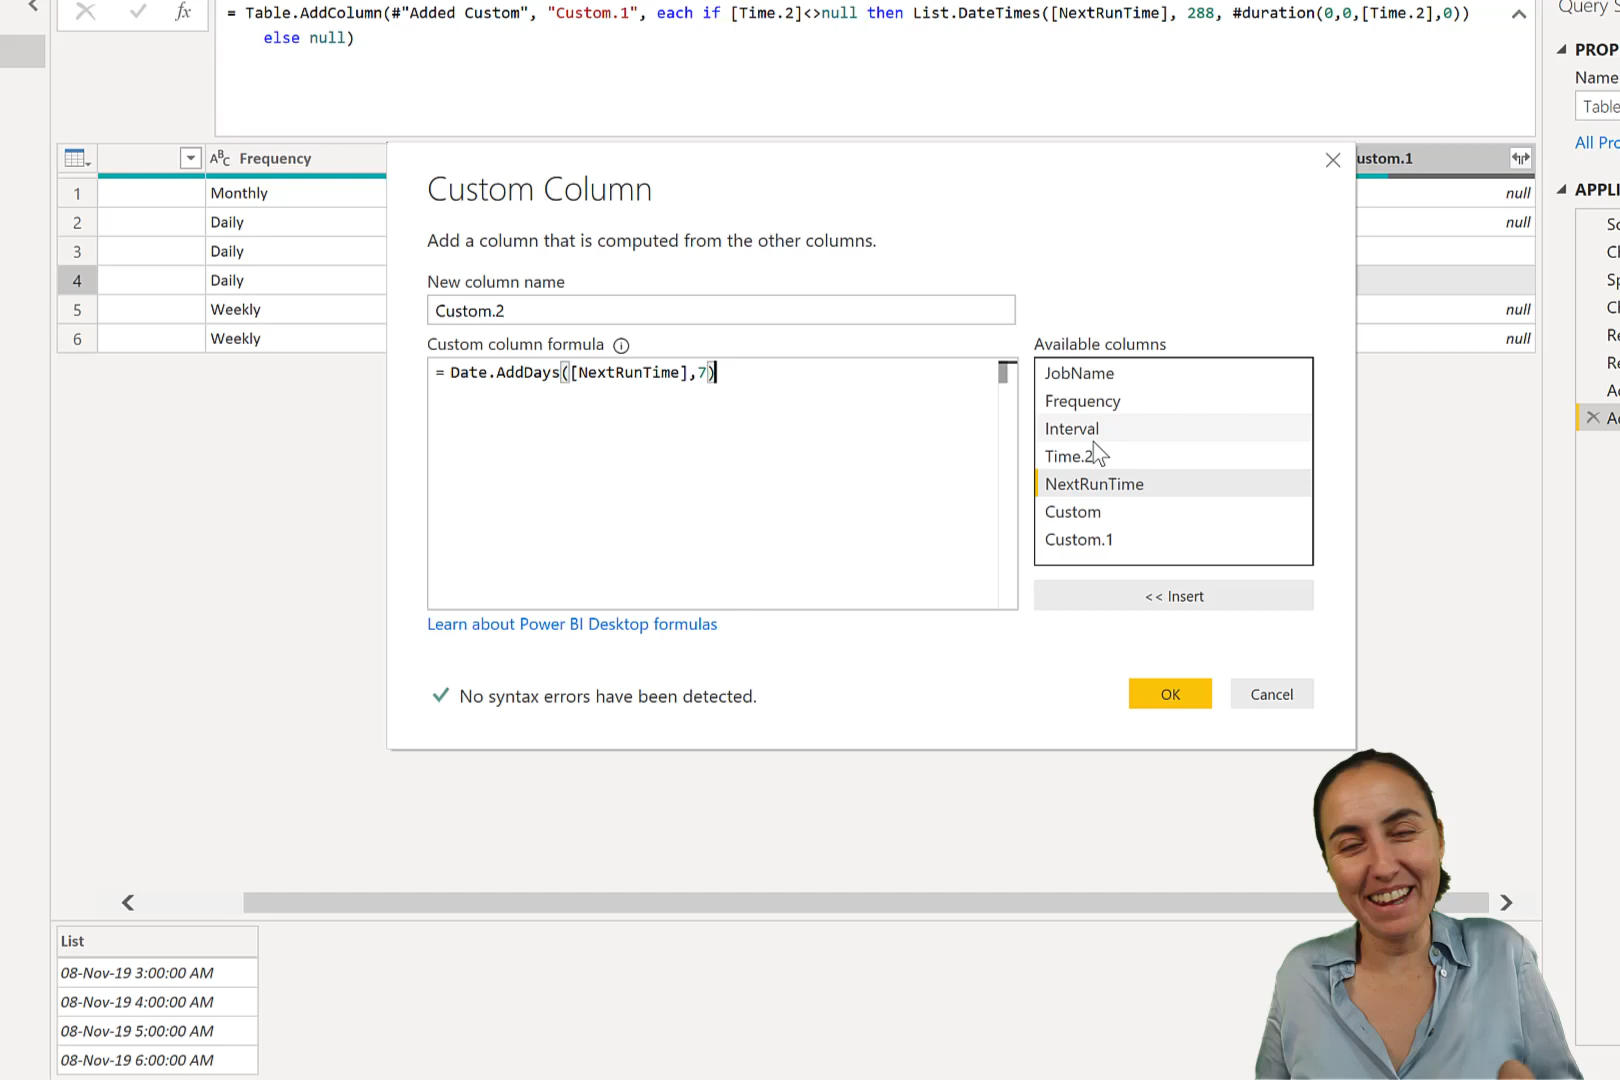 = Table.AddColumn(#"Added Custom", "Custom.1", each if [Time.2]<>null then List.DateTimes([NextRunTime], 288, #duration(0,0,[Time.2],0))
else null)
fx
Query S
PROP
Name
Table
All Pro
APPLI
ABC Frequency
ustom.1
1 Monthly null
2 Daily null
3 Daily
4 Daily
5 Weekly null
6 Weekly null
Custom Column
Add a column that is computed from the other columns.
New column name
Custom.2
Custom column formula
= Date.AddDays([NextRunTime],7)
Available columns
JobName
Frequency
Interval
Time.2
NextRunTime
Custom
Custom.1
<< Insert
Learn about Power BI Desktop formulas
No syntax errors have been detected.
OK
Cancel
List
08-Nov-19 3:00:00 AM
08-Nov-19 4:00:00 AM
08-Nov-19 5:00:00 AM
08-Nov-19 6:00:00 AM